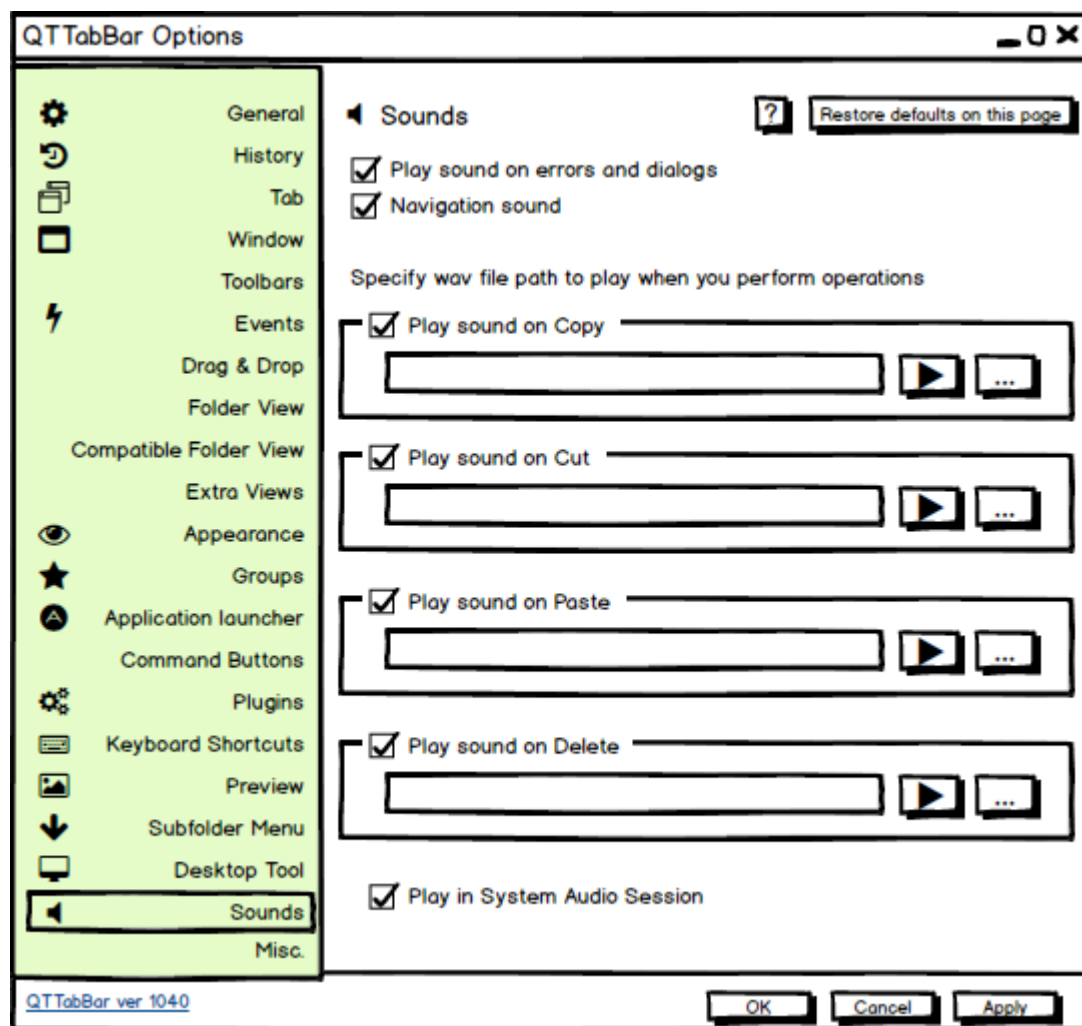 QTTabBar Options
General
History
Tab
Window
Toolbars
Events
Drag & Drop
Folder View
Compatible Folder View
Extra Views
Appearance
Groups
Application launcher
Command Buttons
Plugins
Keyboard Shortcuts
Preview
Subfolder Menu
Desktop Tool
Sounds
Misc.
Sounds
?
Restore defaults on this page
Play sound on errors and dialogs
Navigation sound
Specify wav file path to play when you perform operations
Play sound on Copy
...
Play sound on Cut
...
Play sound on Paste
...
Play sound on Delete
...
Play in System Audio Session
QTTabBar ver 1040
OK
Cancel
Apply